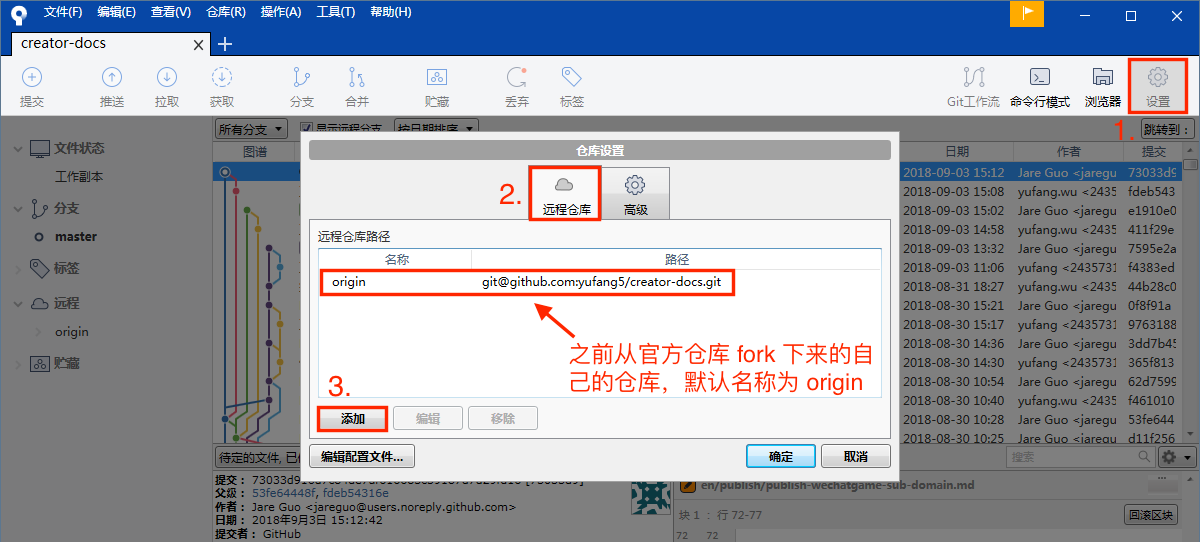 文件(F) 编辑(E) 查看(V) 仓库(R) 操作(A) 工具(T) 帮助(H)
creator-docs
提交 推送 拉取 获取 分支 合并 贮藏 丢弃 标签 Git工作流 命令行模式 浏览器 设置
1.
所有分支 显示远程分支 按日期排序 跳转到：
图谱 日期 作者 提交
文件状态
工作副本
分支
master
标签
远程
origin
贮藏
仓库设置
2.
远程仓库 高级
远程仓库路径
名称 路径
origin git@github.com:yufang5/creator-docs.git
之前从官方仓库 fork 下来的自
己的仓库，默认名称为 origin
3.
添加 编辑 移除
编辑配置文件... 确定 取消
2018-09-03 15:12 Jare Guo <jaregu 73033d9
2018-09-03 15:08 yufang.wu <2435 fdeb543
2018-09-03 15:02 Jare Guo <jaregu e1910e0
2018-09-03 14:58 yufang.wu <2435 411f29e
2018-09-03 13:32 Jare Guo <jaregu 7595e2a
2018-09-03 11:06 yufang <2435731 f4383ed
2018-08-31 18:27 yufang.wu <2435 44b28c0
2018-08-30 15:21 Jare Guo <jaregu 0f8f91a
2018-08-30 15:17 yufang <2435731 9763188
2018-08-30 14:36 Jare Guo <jaregu 3dd7b45
2018-08-30 14:30 yufang <2435731 365f813
2018-08-30 10:54 Jare Guo <jaregu 62d7599
2018-08-30 10:40 yufang.wu <2435 f461010
2018-08-30 10:28 Jare Guo <jaregu 53fe644
2018-08-30 10:25 Jare Guo <jaregu d11f256
待定的文件, 搜索
提交：
父级： 53fe64448f, fdeb54316e
作者： Jare Guo <jareguo@users.noreply.github.com>
日期： 2018年9月3日 15:12:42
提交者： GitHub
en/publish/publish-wechatgame-sub-domain.md
块 1 ：行 72-77 回滚区块
72 72